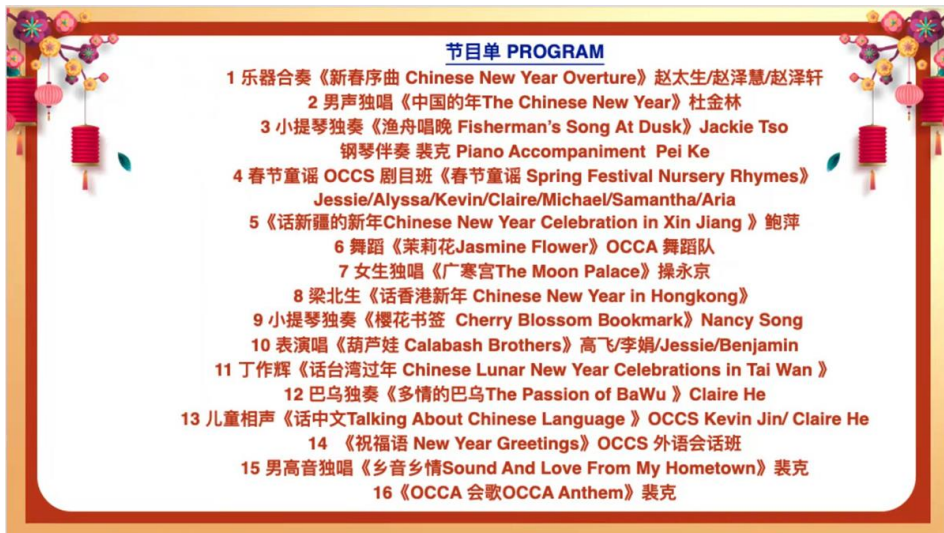 节目单 PROGRAM
1 乐器合奏《新春序曲 Chinese New Year Overture》赵太生/赵泽慧/赵泽轩
2 男声独唱《中国的年The Chinese New Year》杜金林
3 小提琴独奏《渔舟唱晚 Fisherman's Song At Dusk》Jackie Tso
钢琴伴奏 裴克 Piano Accompaniment Pei Ke
4 春节童谣 OCCS 剧目班《春节童谣 Spring Festival Nursery Rhymes》
Jessie/Alyssa/Kevin/Claire/Michael/Samantha/Aria
5《话新疆的新年Chinese New Year Celebration in Xin Jiang 》鲍萍
6 舞蹈《茉莉花Jasmine Flower》OCCA 舞蹈队
7 女生独唱《广寒宫The Moon Palace》操永京
8 梁北生《话香港新年 Chinese New Year in Hongkong》
9 小提琴独奏《樱花书签 Cherry Blossom Bookmark》Nancy Song
10 表演唱《葫芦娃 Calabash Brothers》高飞/李娟/Jessie/Benjamin
11 丁作辉《话台湾过年 Chinese Lunar New Year Celebrations in Tai Wan 》
12 巴乌独奏《多情的巴乌The Passion of BaWu 》Claire He
13 儿童相声《话中文Talking About Chinese Language 》OCCS Kevin Jin/ Claire He
14 《祝福语 New Year Greetings》OCCS 外语会话班
15 男高音独唱《乡音乡情Sound And Love From My Hometown》裴克
16《OCCA 会歌OCCA Anthem》裴克